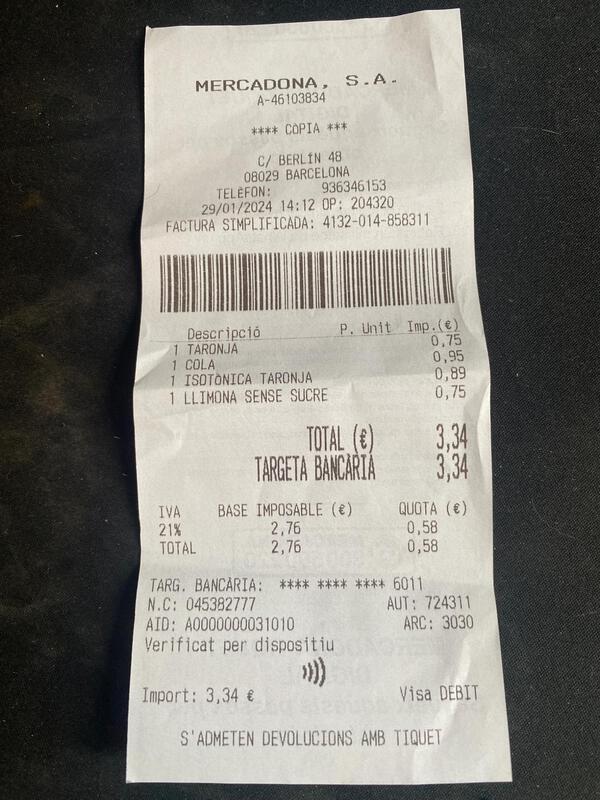 MERCADONA, S.A.
A-46103834
**** CÒPIA ***
C/ BERLÍN 48
08029 BARCELONA
TELÈFON: 936346153
29/01/2024 14:12 OP: 204320
FACTURA SIMPLIFICADA: 4132-014-858311
Descripció P. Unit Imp.(€)
1 TARONJA 0,75
1 COLA 0,95
1 ISOTÒNICA TARONJA 0,89
1 LLIMONA SENSE SUCRE 0,75
TOTAL (€) 3,34
TARGETA BANCÀRIA 3,34
IVA BASE IMPOSABLE (€) QUOTA (€)
21% 2,76 0,58
TOTAL 2,76 0,58
TARG. BANCÀRIA: **** **** **** 6011
N.C: 045382777 AUT: 724311
AID: A0000000031010 ARC: 3030
Verificat per dispositiu
Import: 3,34 € Visa DEBIT
S'ADMETEN DEVOLUCIONS AMB TIQUET